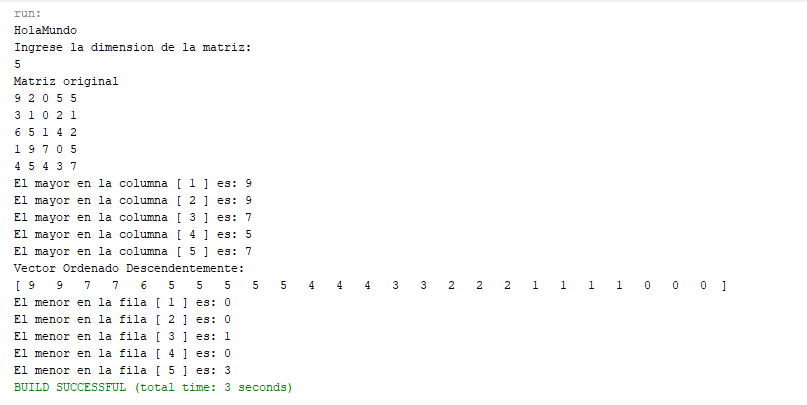 run:
HolaMundo
Ingrese la dimension de la matriz:
5
Matriz original
9 2 0 5 5
3 1 0 2 1
6 5 1 4 2
1 9 7 0 5
4 5 4 3 7
El mayor en la columna [ 1 ] es: 9
El mayor en la columna [ 2 ] es: 9
El mayor en la columna [ 3 ] es: 7
El mayor en la columna [ 4 ] es: 5
El mayor en la columna [ 5 ] es: 7
Vector Ordenado Descendentemente:
[ 9 9 7 7 6 5 5 5 5 5 4 4 4 3 3 2 2 2 1 1 1 1 0 0 0 ]
El menor en la fila [ 1 ] es: 0
El menor en la fila [ 2 ] es: 0
El menor en la fila [ 3 ] es: 1
El menor en la fila [ 4 ] es: 0
El menor en la fila [ 5 ] es: 3
BUILD SUCCESSFUL (total time: 3 seconds)